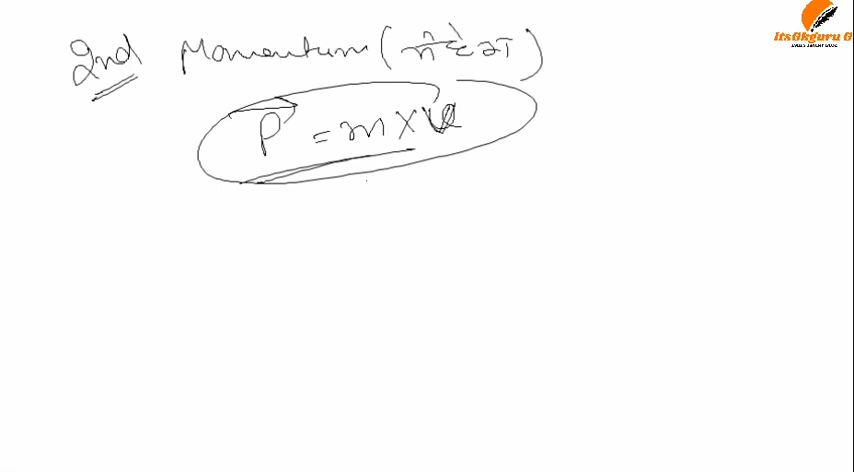 2nd Momentum (संवेग)
P = m x v
ItsGkguru G